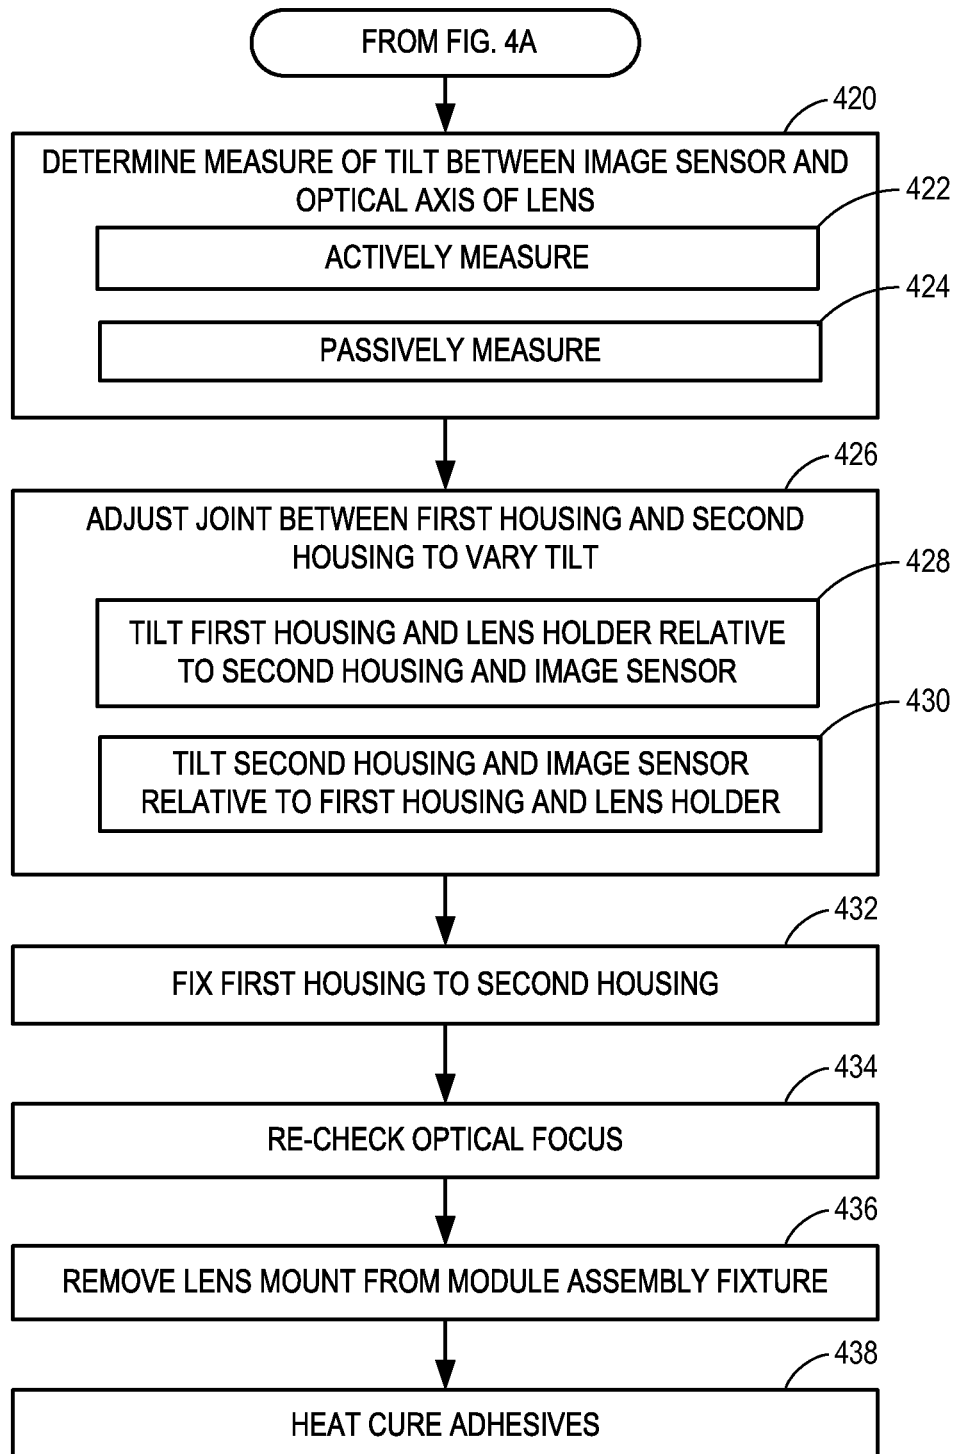 FROM FIG. 4A
420
DETERMINE MEASURE OF TILT BETWEEN IMAGE SENSOR AND
OPTICAL AXIS OF LENS
422
ACTIVELY MEASURE
424
PASSIVELY MEASURE
426
ADJUST JOINT BETWEEN FIRST HOUSING AND SECOND
HOUSING TO VARY TILT
428
TILT FIRST HOUSING AND LENS HOLDER RELATIVE
TO SECOND HOUSING AND IMAGE SENSOR
430
TILT SECOND HOUSING AND IMAGE SENSOR
RELATIVE TO FIRST HOUSING AND LENS HOLDER
432
FIX FIRST HOUSING TO SECOND HOUSING
434
RE-CHECK OPTICAL FOCUS
436
REMOVE LENS MOUNT FROM MODULE ASSEMBLY FIXTURE
438
HEAT CURE ADHESIVES